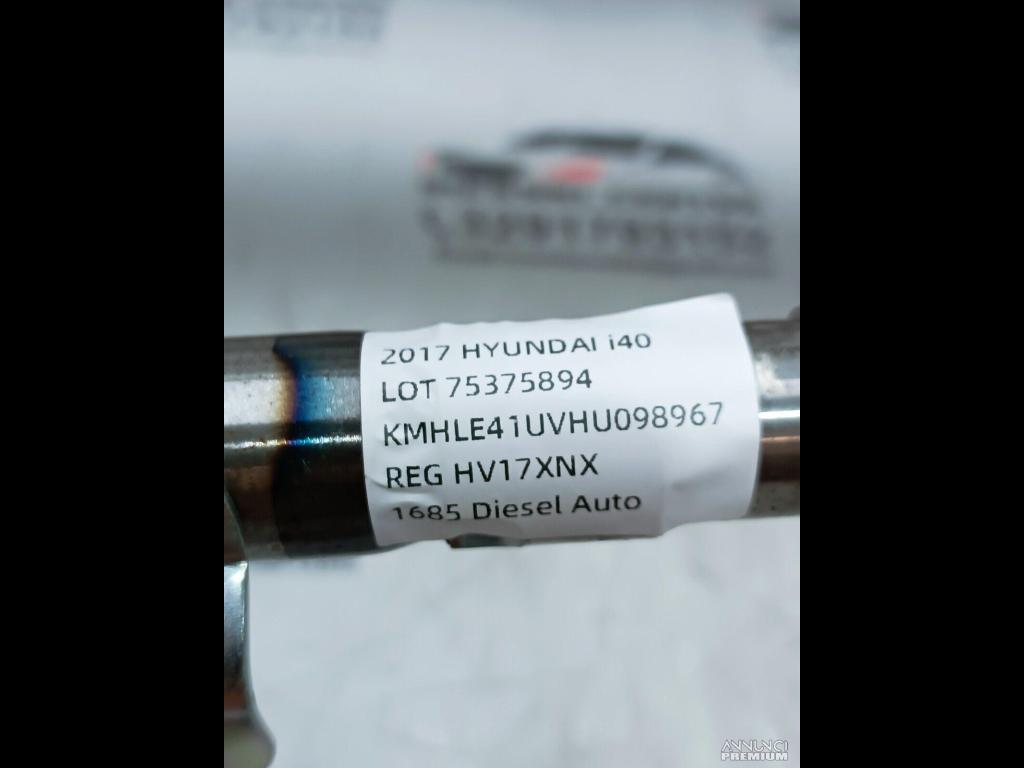 2017 HYUNDAI i40
LOT 75375894
KMHLE41UVHU098967
REG HV17XNX
1685 Diesel Auto
ANNUNCI
PREMIUM